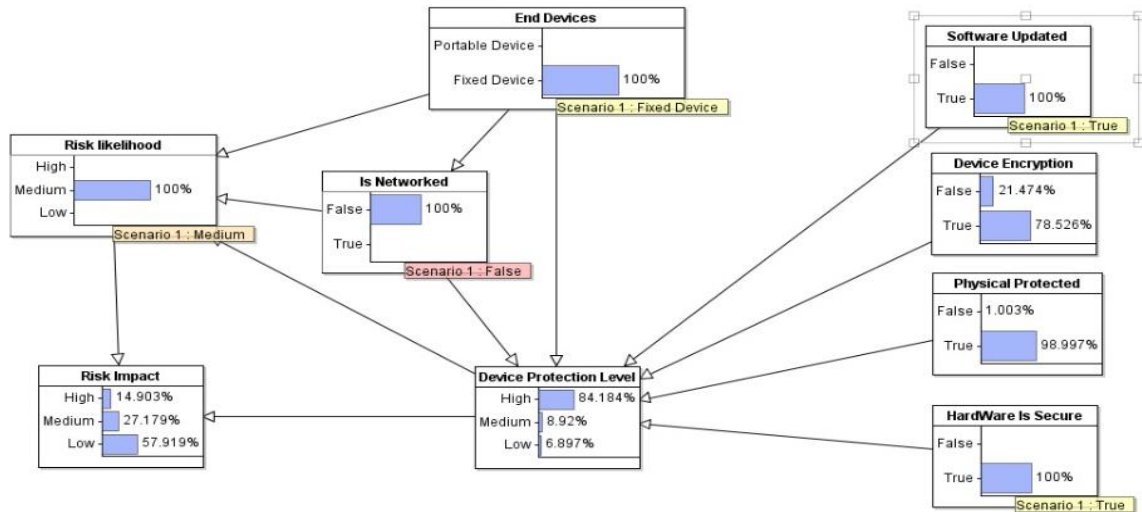 End Devices
Portable Device
Fixed Device 100%
Scenario 1 : Fixed Device
Software Updated
False
True 100%
Scenario 1 : True
Risk likelihood
High
Medium 100%
Low
Scenario 1 : Medium
Is Networked
False 100%
True
Scenario 1 : False
Device Encryption
False 21.474%
True 78.526%
Physical Protected
False 1.003%
True 98.997%
Risk Impact
High 14.903%
Medium 27.179%
Low 57.919%
Device Protection Level
High 84.184%
Medium 8.92%
Low 6.897%
HardWare Is Secure
False
True 100%
Scenario 1 : True